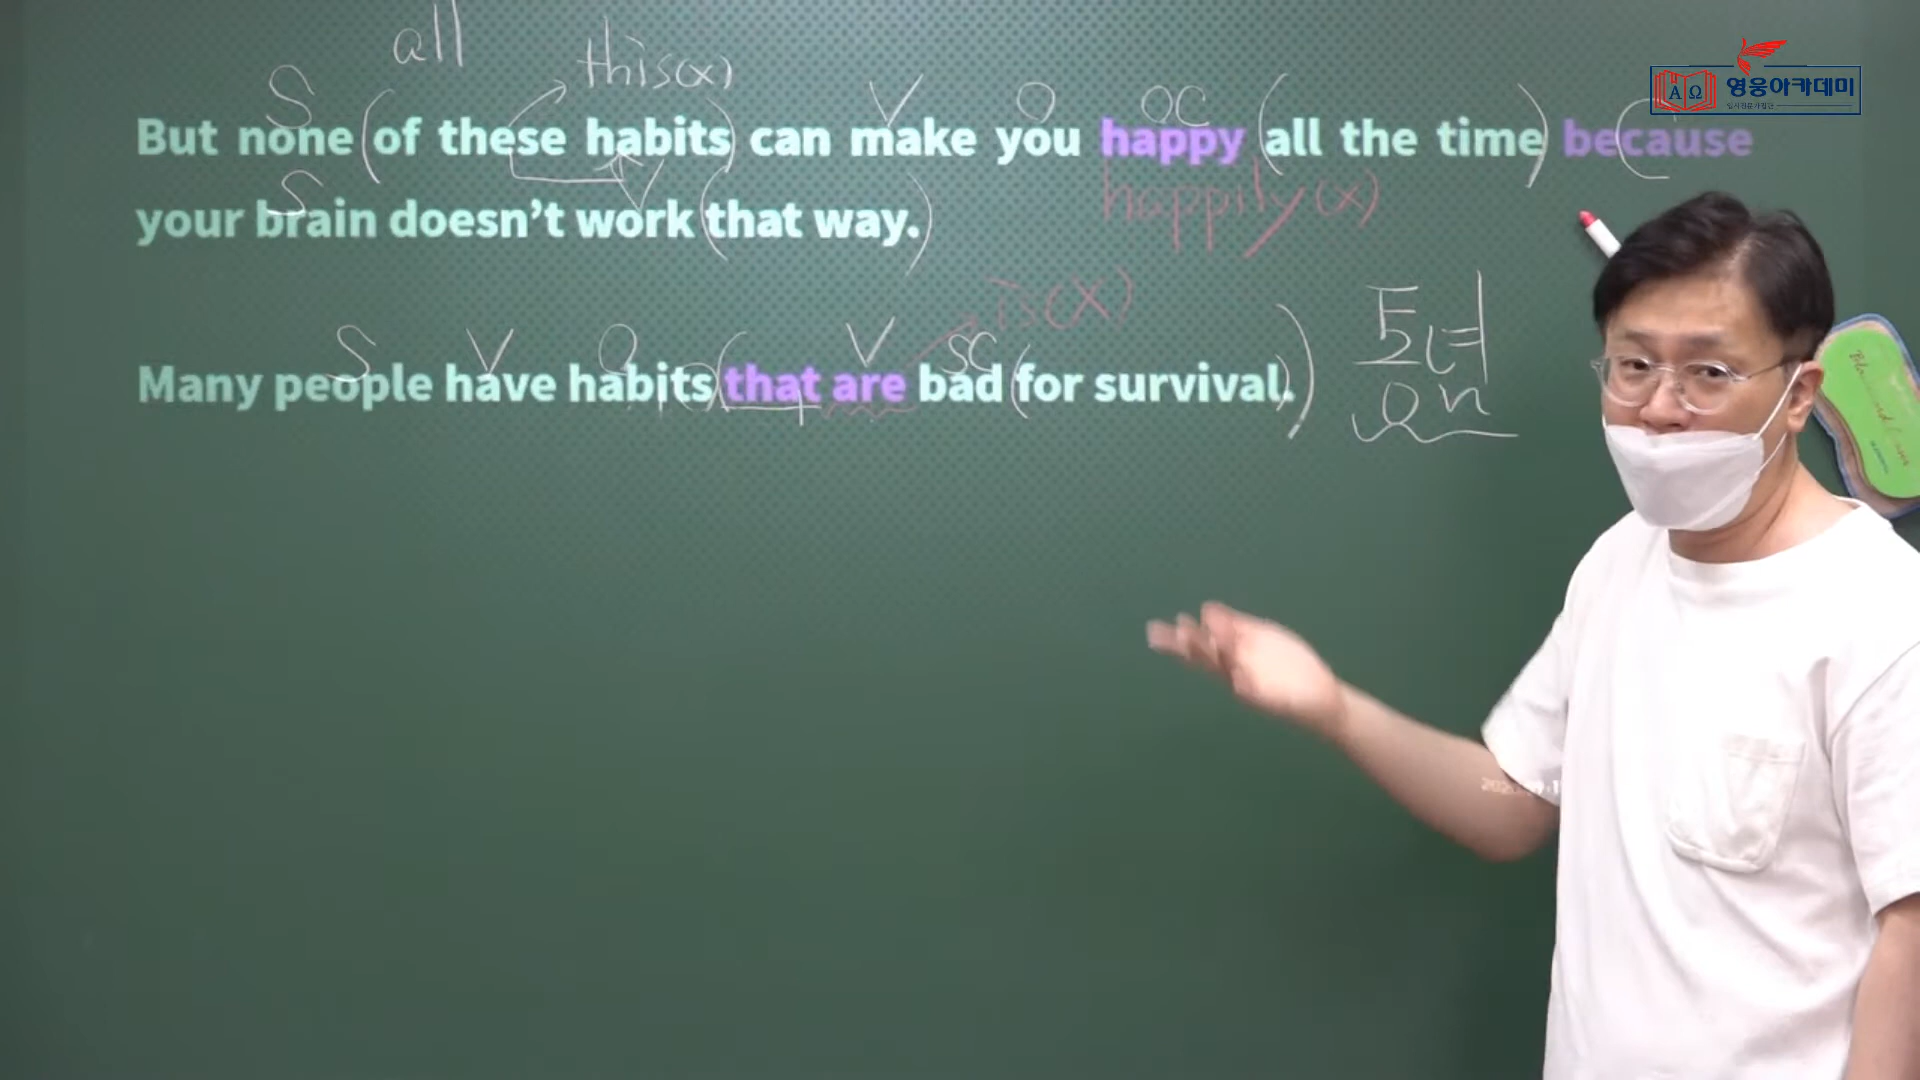 all
this(x)
S V O OC
But none (of these habits) can make you happy (all the time) because
S V
your brain doesn't work (that way.)
happily(x)
is(X)
S V O V SC
Many people have habits (that are bad (for survival.))
영웅아카데미